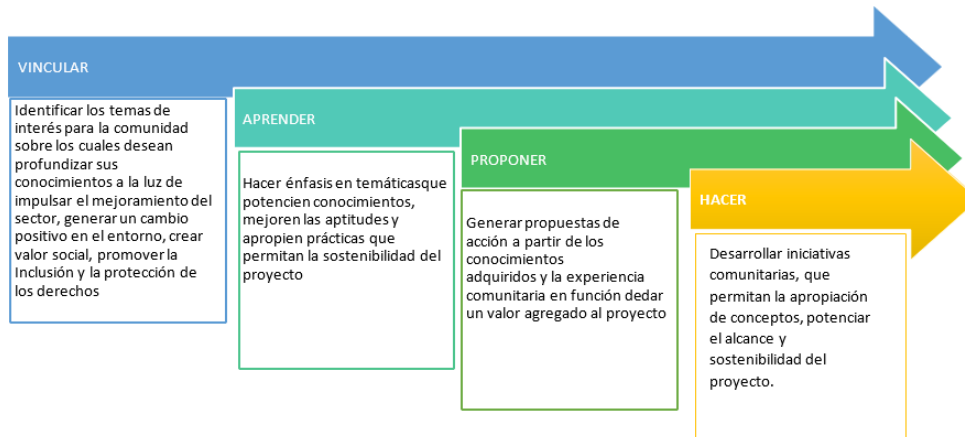 VINCULAR
Identificar los temas de
interés para la comunidad
sobre los cuales desean
profundizar sus
conocimientos a la luz de
impulsar el mejoramiento del
sector, generar un cambio
positivo en el entorno, crear
valor social, promover la
Inclusión y la protección de
los derechos
APRENDER
Hacer énfasis en temáticasque
potencien conocimientos,
mejoren las aptitudes y
apropien prácticas que
permitan la sostenibilidad del
proyecto
PROPONER
Generar propuestas de
acción a partir de los
conocimientos
adquiridos y la experiencia
comunitaria en función dedar
un valor agregado al proyecto
HACER
Desarrollar iniciativas
comunitarias, que
permitan la apropiación
de conceptos, potenciar
el alcance y
sostenibilidad del
proyecto.